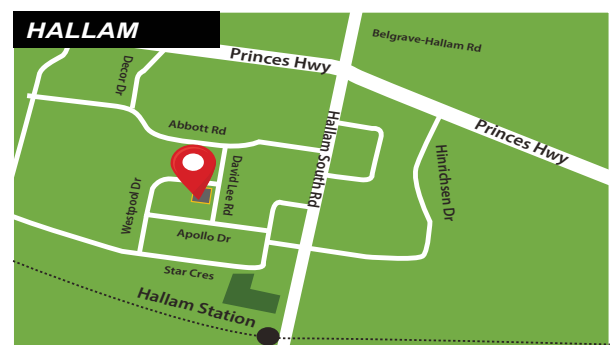 HALLAM
Belgrave-Hallam Rd
Princes Hwy
Decor Dr
Princes Hwy
Abbott Rd
Hallam South Rd
Hinrichsen Dr
David Lee Rd
Westpool Dr
Apollo Dr
Star Cres
Hallam Station